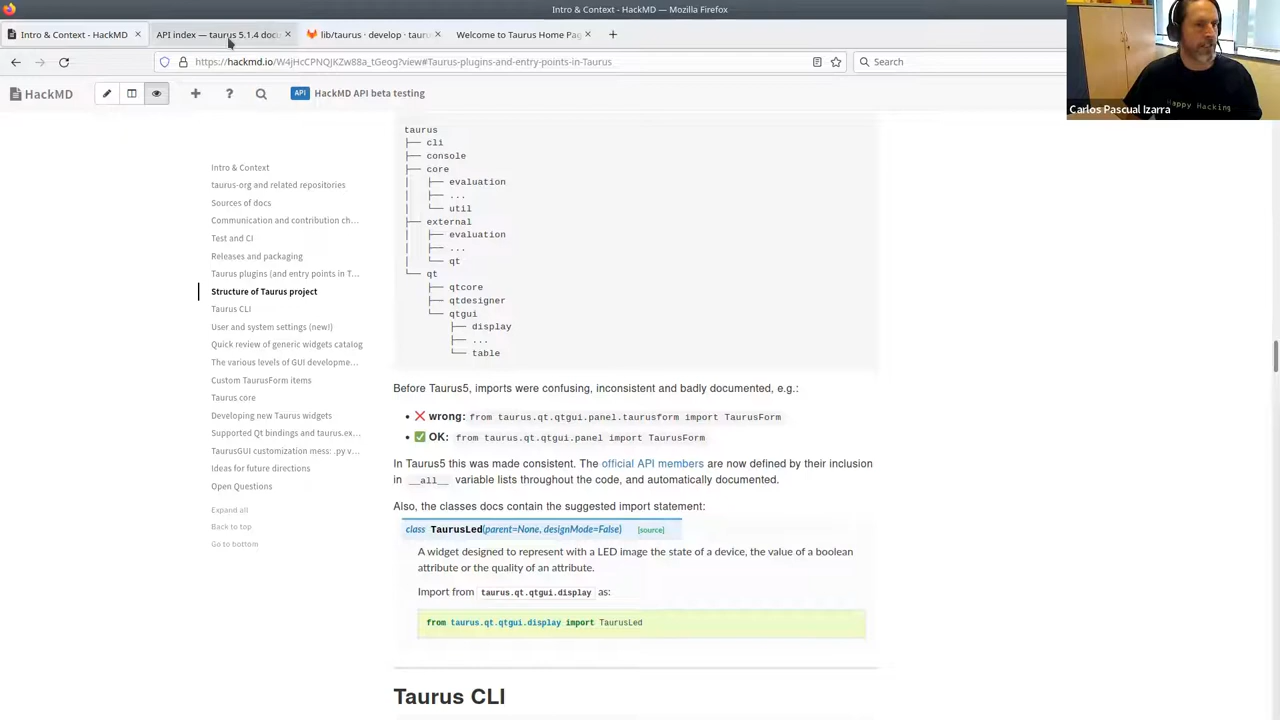 Intro & Context - HackMD — Mozilla Firefox
Intro & Context - HackMD
API index — taurus 5.1.4 docu
lib/taurus · develop · taurus
Welcome to Taurus Home Pag
https://hackmd.io/W4jHcCPNQJKZw88a_tGeog?view#Taurus-plugins-and-entry-points-in-Taurus
Search
HackMD
API
HackMD API beta testing
Carlos Pascual Izarra
Happy Hacking
Intro & Context
taurus-org and related repositories
Sources of docs
Communication and contribution ch...
Test and CI
Releases and packaging
Taurus plugins (and entry points in T...
Structure of Taurus project
Taurus CLI
User and system settings (new!)
Quick review of generic widgets catalog
The various levels of GUI developme...
Custom TaurusForm items
Taurus core
Developing new Taurus widgets
Supported Qt bindings and taurus.ex...
TaurusGUI customization mess: .py v...
Ideas for future directions
Open Questions
Expand all
Back to top
Go to bottom
taurus
├── cli
├── console
├── core
│   ├── evaluation
│   ├── ...
│   └── util
├── external
│   ├── evaluation
│   ├── ...
│   └── qt
└── qt
    ├── qtcore
    ├── qtdesigner
    └── qtgui
        ├── display
        ├── ...
        └── table
Before Taurus5, imports were confusing, inconsistent and badly documented, e.g.:
• ❌ wrong: from taurus.qt.qtgui.panel.taurusform import TaurusForm
• ✅ OK: from taurus.qt.qtgui.panel import TaurusForm
In Taurus5 this was made consistent. The official API members are now defined by their inclusion
in __all__ variable lists throughout the code, and automatically documented.
Also, the classes docs contain the suggested import statement:
class TaurusLed(parent=None, designMode=False) [source]
A widget designed to represent with a LED image the state of a device, the value of a boolean
attribute or the quality of an attribute.
Import from taurus.qt.qtgui.display as:
from taurus.qt.qtgui.display import TaurusLed
Taurus CLI